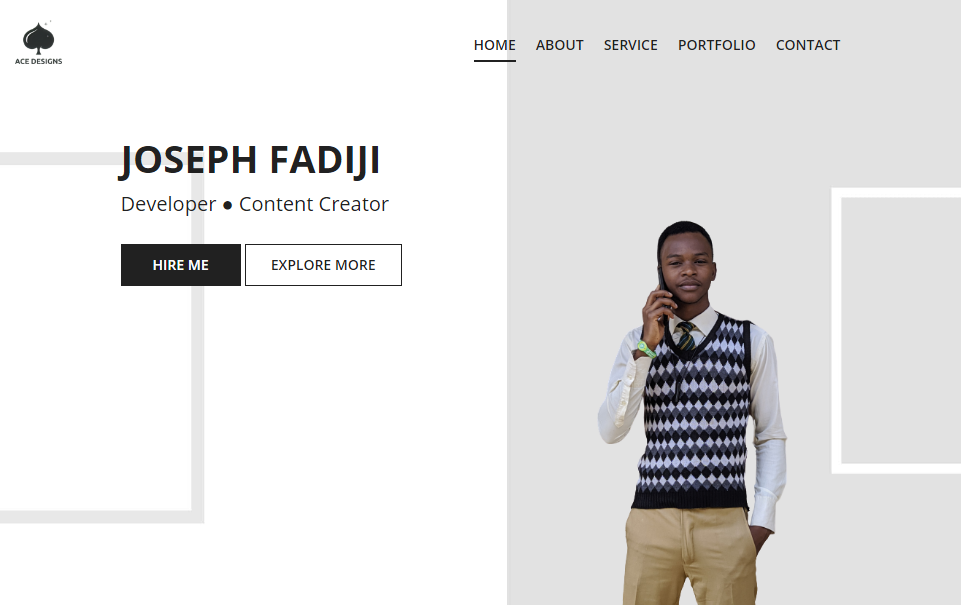 ACE DESIGNS
HOME ABOUT SERVICE PORTFOLIO CONTACT
JOSEPH FADIJI
Developer ● Content Creator
HIRE ME EXPLORE MORE